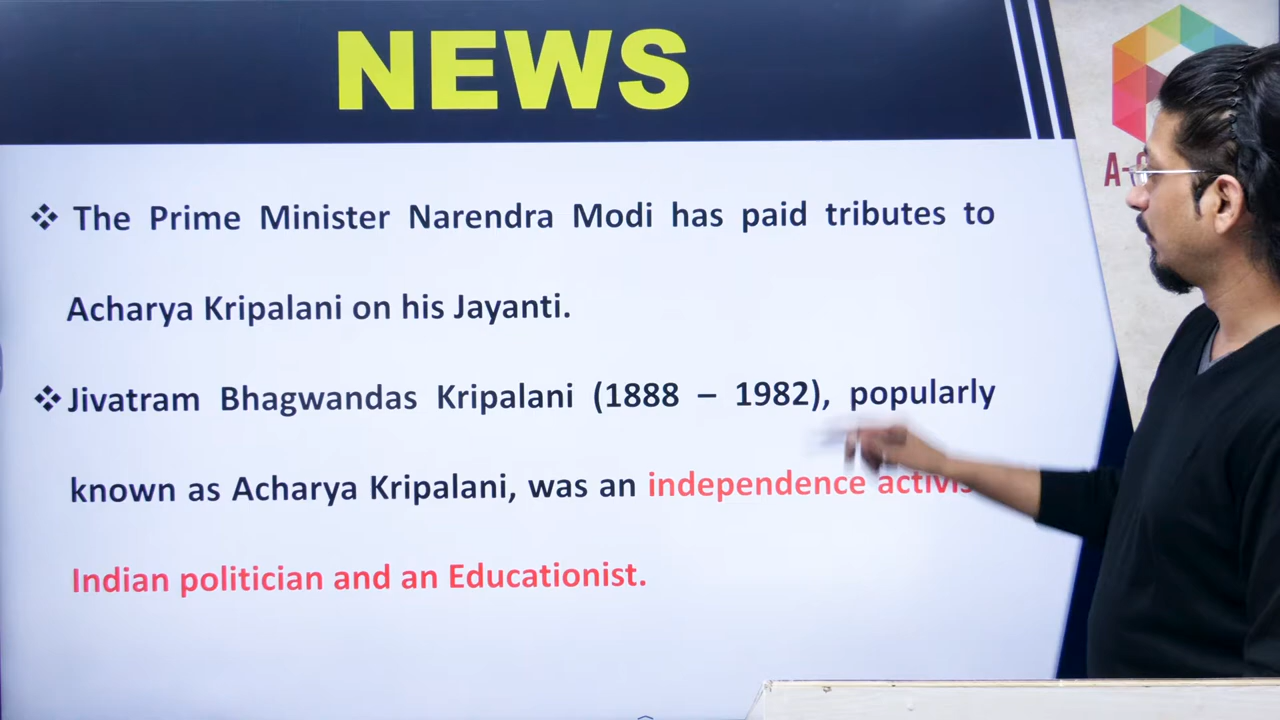 NEWS
❖ The Prime Minister Narendra Modi has paid tributes to
Acharya Kripalani on his Jayanti.
❖ Jivatram Bhagwandas Kripalani (1888 – 1982), popularly
known as Acharya Kripalani, was an independence
Indian politician and an Educationist.